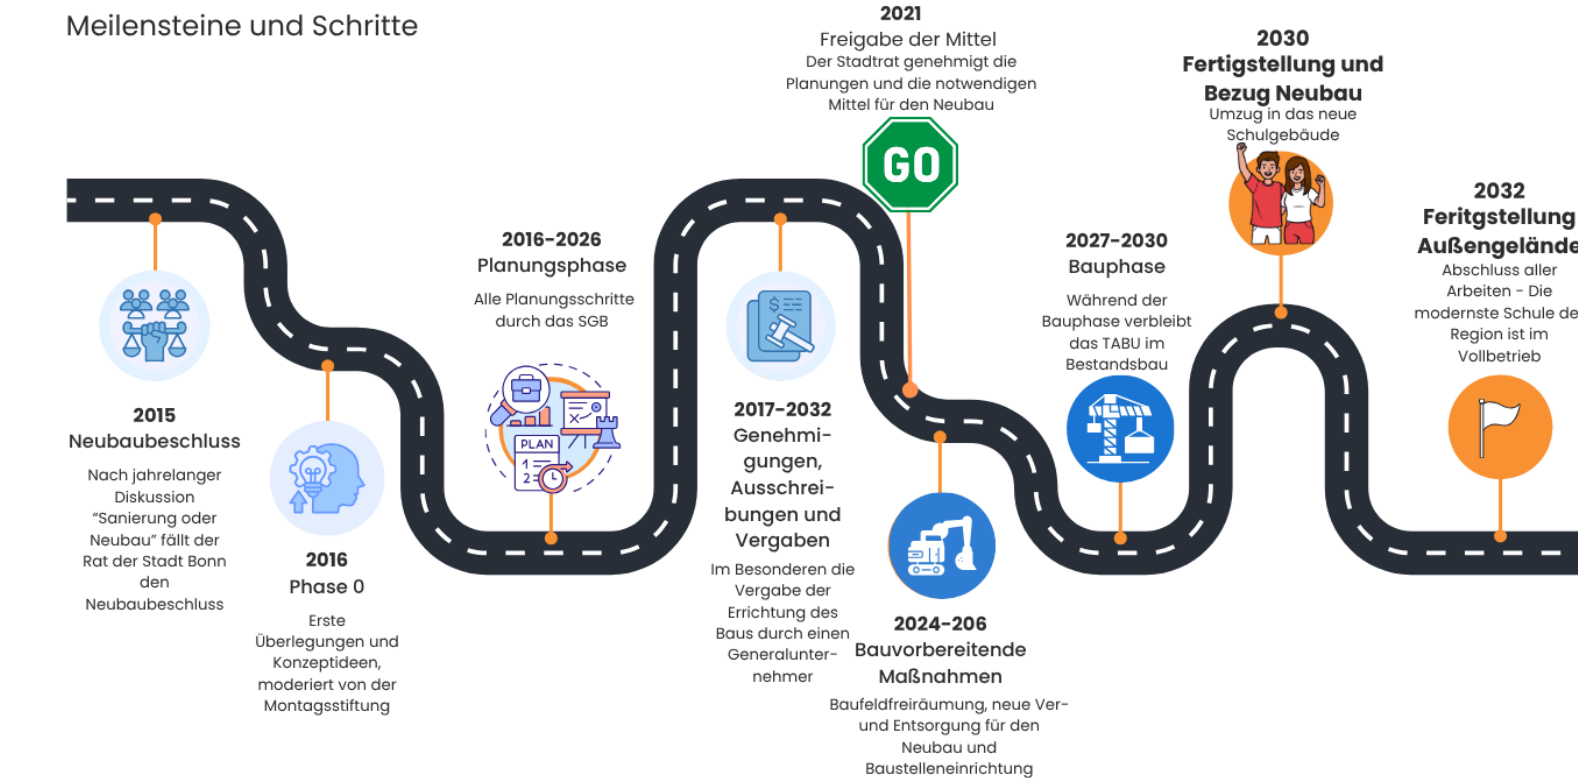 Meilensteine und Schritte
2015
Neubaubeschluss
Nach jahrelanger
Diskussion
“Sanierung oder
Neubau” fällt der
Rat der Stadt Bonn
den
Neubaubeschluss
2016
Phase 0
Erste
Überlegungen und
Konzeptideen,
moderiert von der
Montagsstiftung
2016-2026
Planungsphase
Alle Planungsschritte
durch das SGB
PLAN
1
2
$
2017-2032
Genehmi-
gungen,
Ausschrei-
bungen und
Vergaben
Im Besonderen die
Vergabe der
Errichtung des
Baus durch einen
Generalunter-
nehmer
2021
Freigabe der Mittel
Der Stadtrat genehmigt die
Planungen und die notwendigen
Mittel für den Neubau
GO
2024-206
Bauvorbereitende
Maßnahmen
Baufeldfreiräumung, neue Ver-
und Entsorgung für den
Neubau und
Baustelleneinrichtung
2027-2030
Bauphase
Während der
Bauphase verbleibt
das TABU im
Bestandsbau
2030
Fertigstellung und
Bezug Neubau
Umzug in das neue
Schulgebäude
2032
Feritgstellung
Außengelände
Abschluss aller
Arbeiten - Die
modernste Schule de
Region ist im
Vollbetrieb